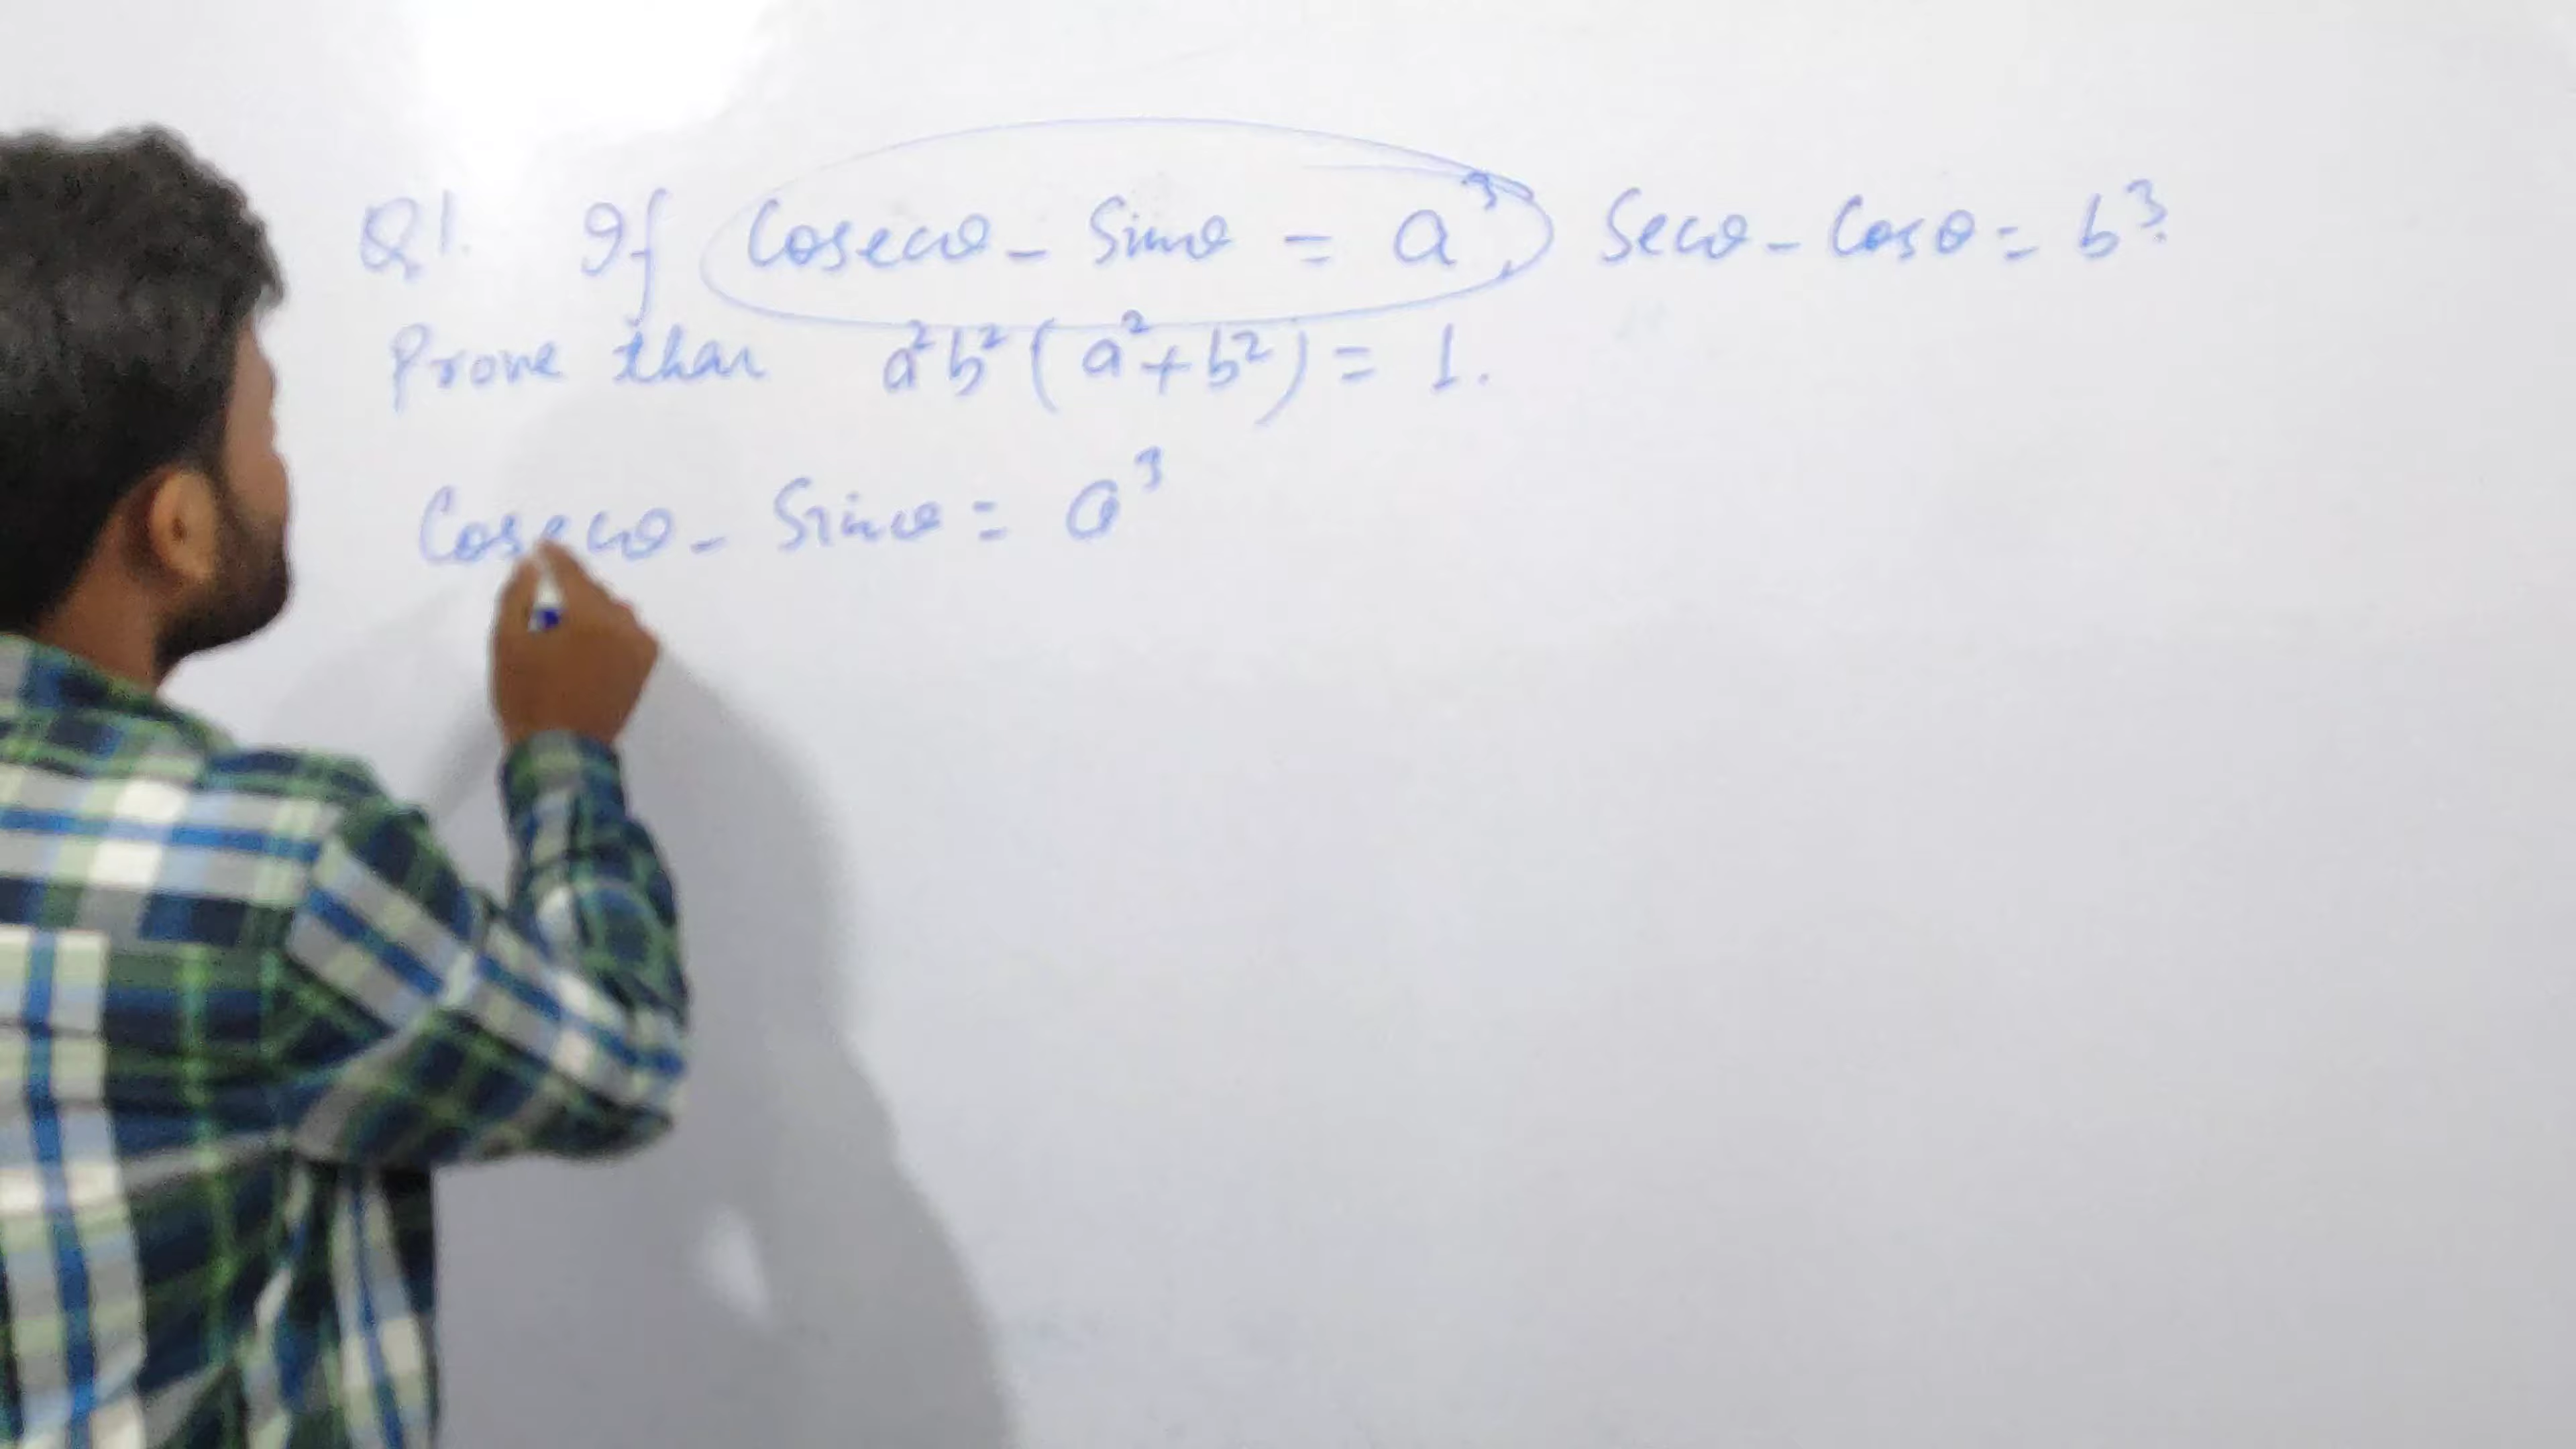 Q1. If Cosecθ - Sinθ = a³, Secθ - Cosθ = b³.
Prove that a²b² (a² + b²) = 1.
Cosecθ - Sinθ = a³